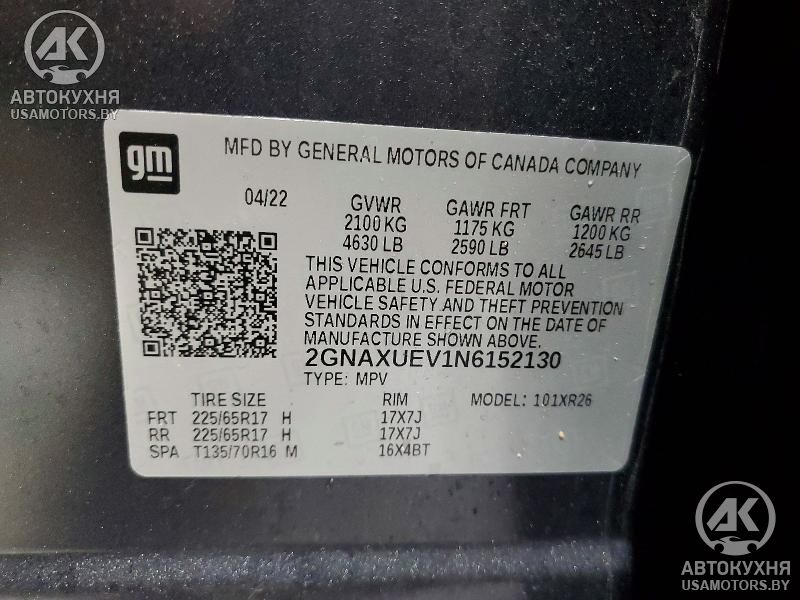 AK
АВТОКУХНЯ
USAMOTORS.BY
gm
MFD BY GENERAL MOTORS OF CANADA COMPANY
04/22
GVWR GAWR FRT GAWR RR
2100 KG 1175 KG 1200 KG
4630 LB 2590 LB 2645 LB
THIS VEHICLE CONFORMS TO ALL
APPLICABLE U.S. FEDERAL MOTOR
VEHICLE SAFETY AND THEFT PREVENTION
STANDARDS IN EFFECT ON THE DATE OF
MANUFACTURE SHOWN ABOVE.
2GNAXUEV1N6152130
TYPE: MPV
TIRE SIZE RIM MODEL: 101XR26
FRT 225/65R17 H 17X7J
RR 225/65R17 H 17X7J
SPA T135/70R16 M 16X4BT
AK
АВТОКУХНЯ
USAMOTORS.BY